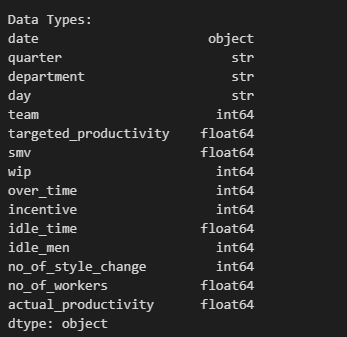 Data Types:
date object
quarter str
department str
day str
team int64
targeted_productivity float64
smv float64
wip int64
over_time int64
incentive int64
idle_time float64
idle_men int64
no_of_style_change int64
no_of_workers float64
actual_productivity float64
dtype: object